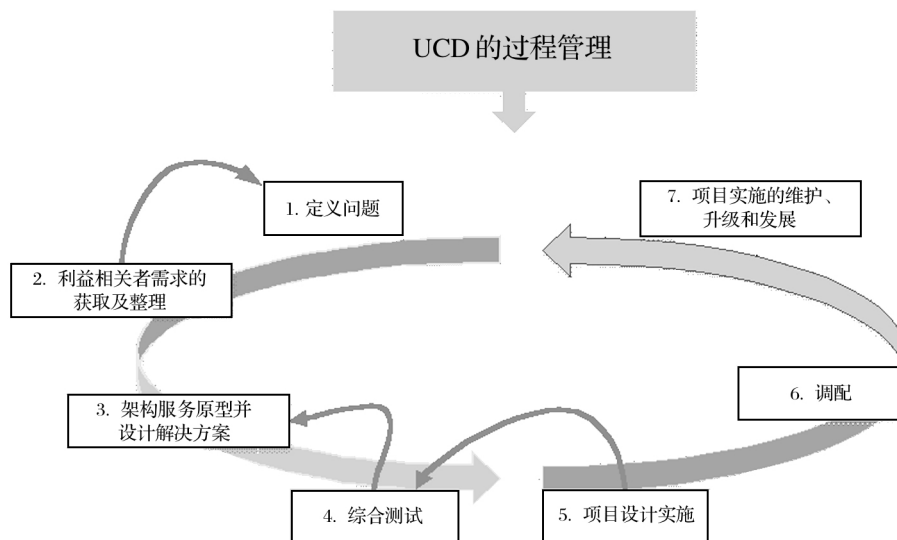 UCD 的过程管理
1. 定义问题
7. 项目实施的维护、
升级和发展
2. 利益相关者需求的
获取及整理
3. 架构服务原型并
设计解决方案
6. 调配
4. 综合测试
5. 项目设计实施